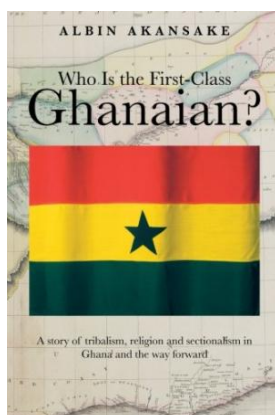 ALBIN AKANSAKE
Who Is the First-Class
Ghanaian?
A story of tribalism, religion and sectionalism in
Ghana and the way forward